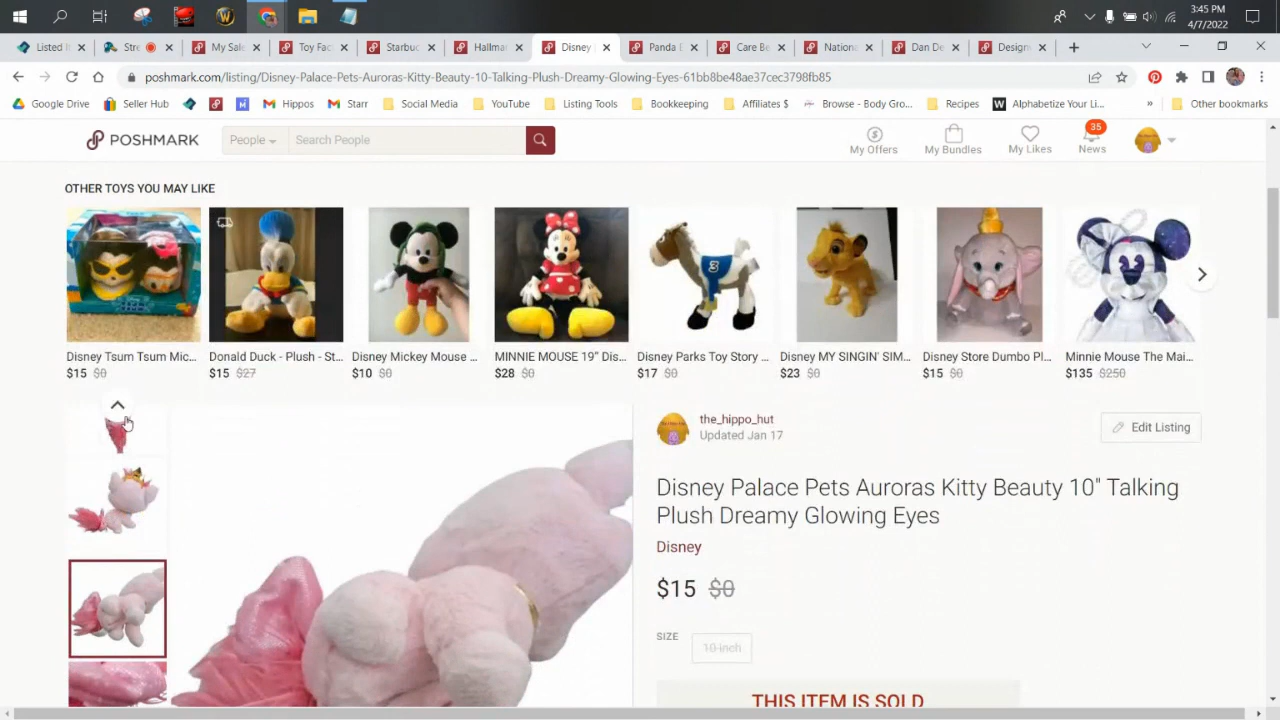 3:45 PM
4/7/2022
Listed I
Stre
My Sale
Toy Fac
Starbuc
Hallma
Disney
Panda E
Care Be
Nationa
Dan De
Design
poshmark.com/listing/Disney-Palace-Pets-Auroras-Kitty-Beauty-10-Talking-Plush-Dreamy-Glowing-Eyes-61bb8be48ae37cec3798fb85
Google Drive
Seller Hub
Hippos
Starr
Social Media
YouTube
Listing Tools
Bookkeeping
Affiliates $
Browse - Body Gro...
Recipes
Alphabetize Your Li...
»
Other bookmarks
POSHMARK
People
Search People
My Offers
My Bundles
My Likes
35
News
OTHER TOYS YOU MAY LIKE
3
Disney Tsum Tsum Mic...
Donald Duck - Plush - St...
Disney Mickey Mouse ...
MINNIE MOUSE 19” Dis...
Disney Parks Toy Story ...
Disney MY SINGIN' SIM...
Disney Store Dumbo Pl...
Minnie Mouse The Mai...
$15 $0
$15 $27
$10 $0
$28 $0
$17 $0
$23 $0
$15 $0
$135 $250
the_hippo_hut
Updated Jan 17
Edit Listing
Disney Palace Pets Auroras Kitty Beauty 10" Talking
Plush Dreamy Glowing Eyes
Disney
$15 $0
SIZE
10 inch
THIS ITEM IS SOLD